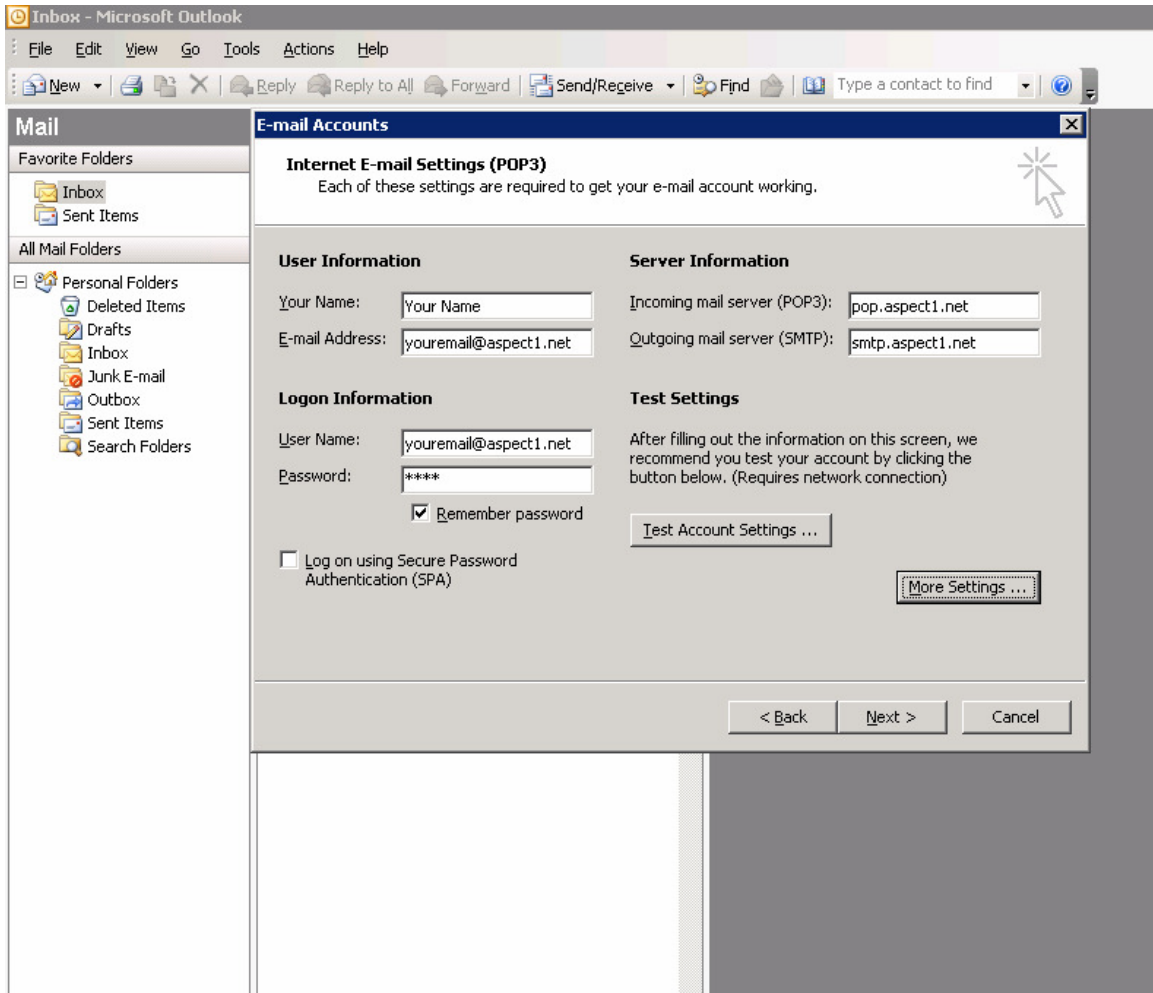 Inbox - Microsoft Outlook
File Edit View Go Tools Actions Help
New Reply Reply to All Forward Send/Receive Find Type a contact to find
Mail
Favorite Folders
Inbox
Sent Items
All Mail Folders
Personal Folders
Deleted Items
Drafts
Inbox
Junk E-mail
Outbox
Sent Items
Search Folders
E-mail Accounts
Internet E-mail Settings (POP3)
Each of these settings are required to get your e-mail account working.
User Information
Your Name: Your Name
E-mail Address: youremail@aspect1.net
Logon Information
User Name: youremail@aspect1.net
Password: ****
Remember password
Log on using Secure Password
Authentication (SPA)
Server Information
Incoming mail server (POP3): pop.aspect1.net
Outgoing mail server (SMTP): smtp.aspect1.net
Test Settings
After filling out the information on this screen, we
recommend you test your account by clicking the
button below. (Requires network connection)
Test Account Settings ...
More Settings ...
< Back Next > Cancel